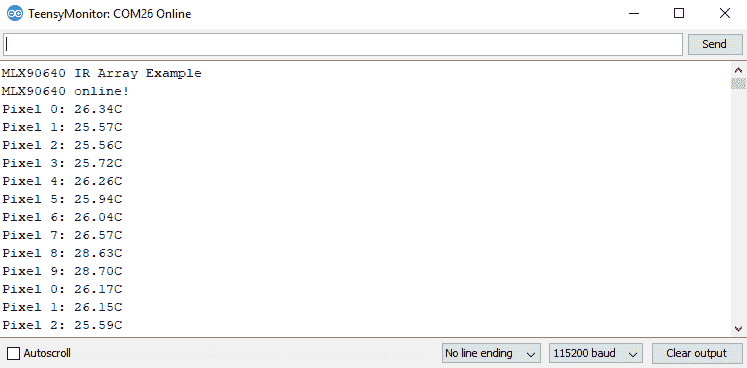 TeensyMonitor: COM26 Online
Send
MLX90640 IR Array Example
MLX90640 online!
Pixel 0: 26.34C
Pixel 1: 25.57C
Pixel 2: 25.56C
Pixel 3: 25.72C
Pixel 4: 26.26C
Pixel 5: 25.94C
Pixel 6: 26.04C
Pixel 7: 26.57C
Pixel 8: 28.63C
Pixel 9: 28.70C
Pixel 0: 26.17C
Pixel 1: 26.15C
Pixel 2: 25.59C
Autoscroll No line ending 115200 baud Clear output